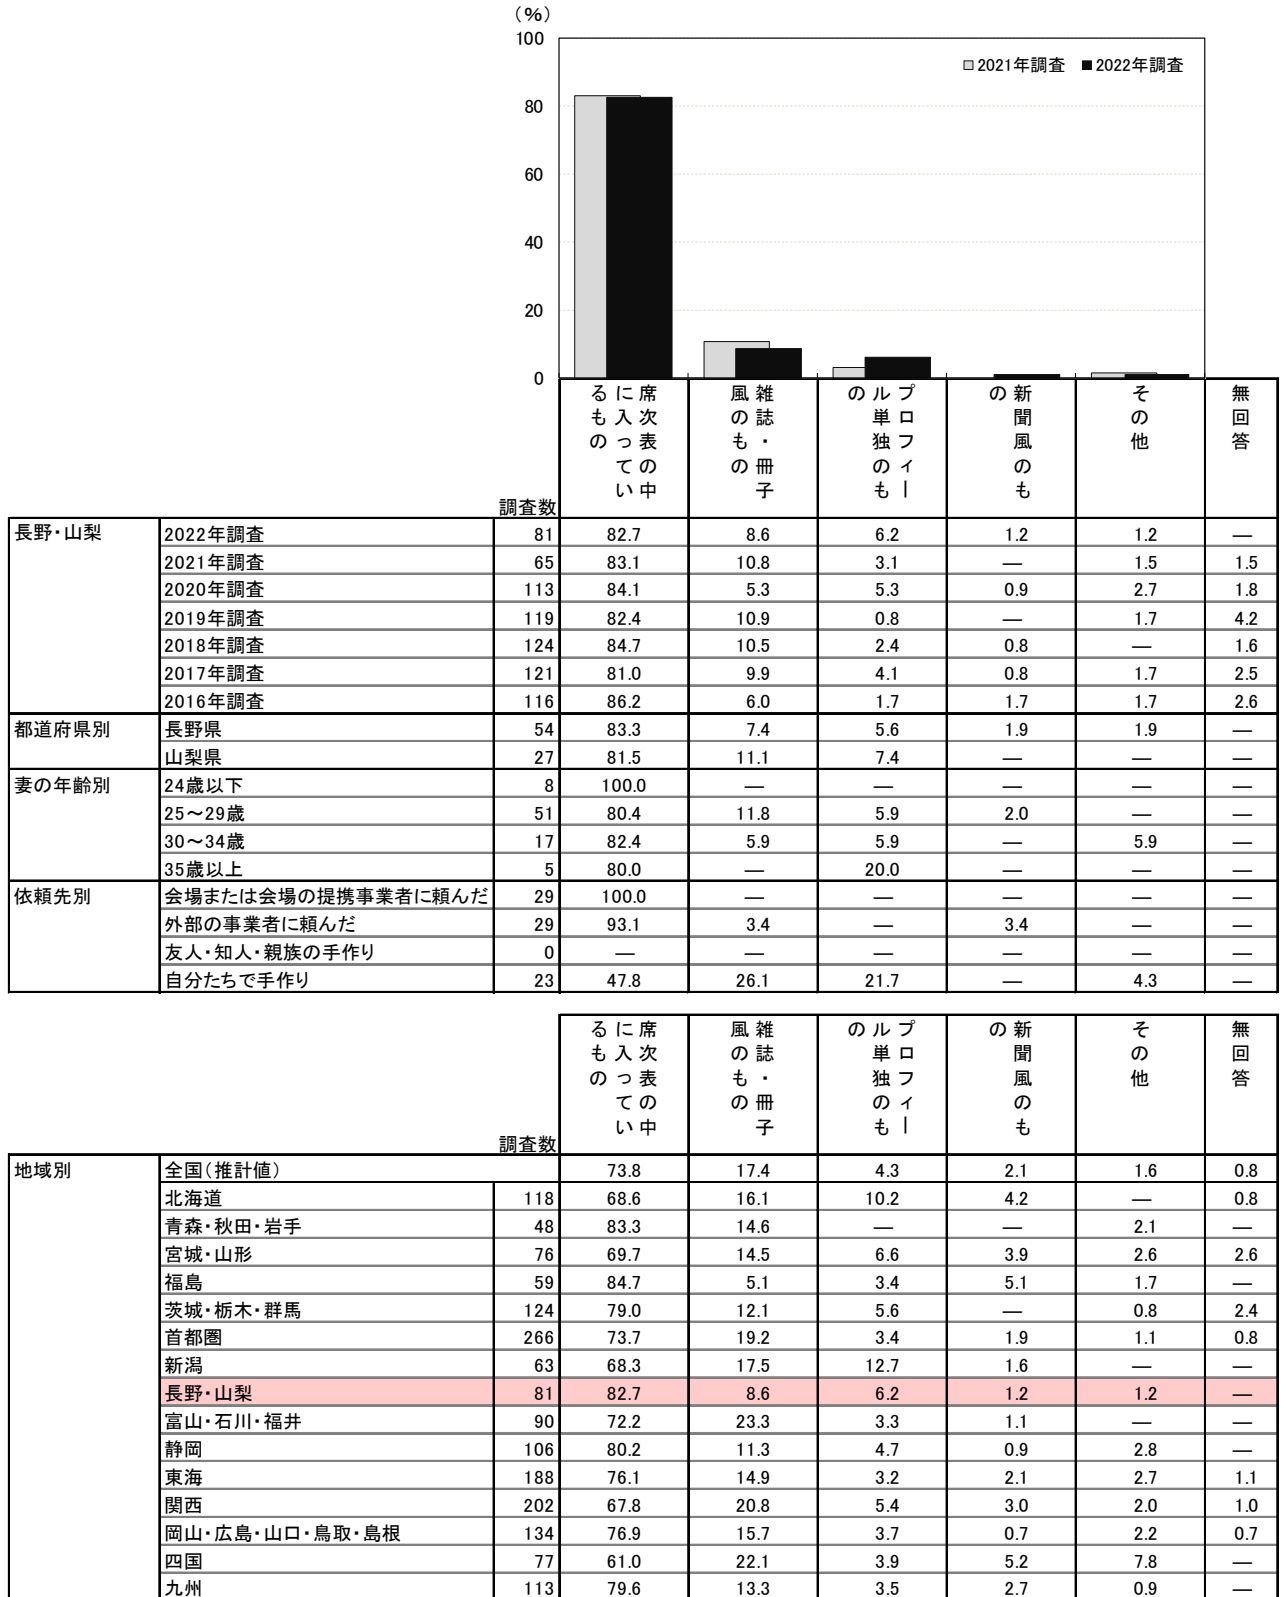 (%)
100
80
60
40
20
0
2021年調査 2022年調査
調査数 席次表の中に入っているもの 雑誌・冊子風のもの プロフィール単独のもの 新聞風のもの その他 無回答
長野・山梨 2022年調査 81 82.7 8.6 6.2 1.2 1.2 —
2021年調査 65 83.1 10.8 3.1 — 1.5 1.5
2020年調査 113 84.1 5.3 5.3 0.9 2.7 1.8
2019年調査 119 82.4 10.9 0.8 — 1.7 4.2
2018年調査 124 84.7 10.5 2.4 0.8 — 1.6
2017年調査 121 81.0 9.9 4.1 0.8 1.7 2.5
2016年調査 116 86.2 6.0 1.7 1.7 1.7 2.6
都道府県別 長野県 54 83.3 7.4 5.6 1.9 1.9 —
山梨県 27 81.5 11.1 7.4 — — —
妻の年齢別 24歳以下 8 100.0 — — — — —
25～29歳 51 80.4 11.8 5.9 2.0 — —
30～34歳 17 82.4 5.9 5.9 — 5.9 —
35歳以上 5 80.0 — 20.0 — — —
依頼先別 会場または会場の提携事業者に頼んだ 29 100.0 — — — — —
外部の事業者に頼んだ 29 93.1 3.4 — 3.4 — —
友人・知人・親族の手作り 0 — — — — — —
自分たちで手作り 23 47.8 26.1 21.7 — 4.3 —
調査数 席次表の中に入っているもの 雑誌・冊子風のもの プロフィール単独のもの 新聞風のもの その他 無回答
地域別 全国(推計値) 73.8 17.4 4.3 2.1 1.6 0.8
北海道 118 68.6 16.1 10.2 4.2 — 0.8
青森・秋田・岩手 48 83.3 14.6 — — 2.1 —
宮城・山形 76 69.7 14.5 6.6 3.9 2.6 2.6
福島 59 84.7 5.1 3.4 5.1 1.7 —
茨城・栃木・群馬 124 79.0 12.1 5.6 — 0.8 2.4
首都圏 266 73.7 19.2 3.4 1.9 1.1 0.8
新潟 63 68.3 17.5 12.7 1.6 — —
長野・山梨 81 82.7 8.6 6.2 1.2 1.2 —
富山・石川・福井 90 72.2 23.3 3.3 1.1 — —
静岡 106 80.2 11.3 4.7 0.9 2.8 —
東海 188 76.1 14.9 3.2 2.1 2.7 1.1
関西 202 67.8 20.8 5.4 3.0 2.0 1.0
岡山・広島・山口・鳥取・島根 134 76.9 15.7 3.7 0.7 2.2 0.7
四国 77 61.0 22.1 3.9 5.2 7.8 —
九州 113 79.6 13.3 3.5 2.7 0.9 —